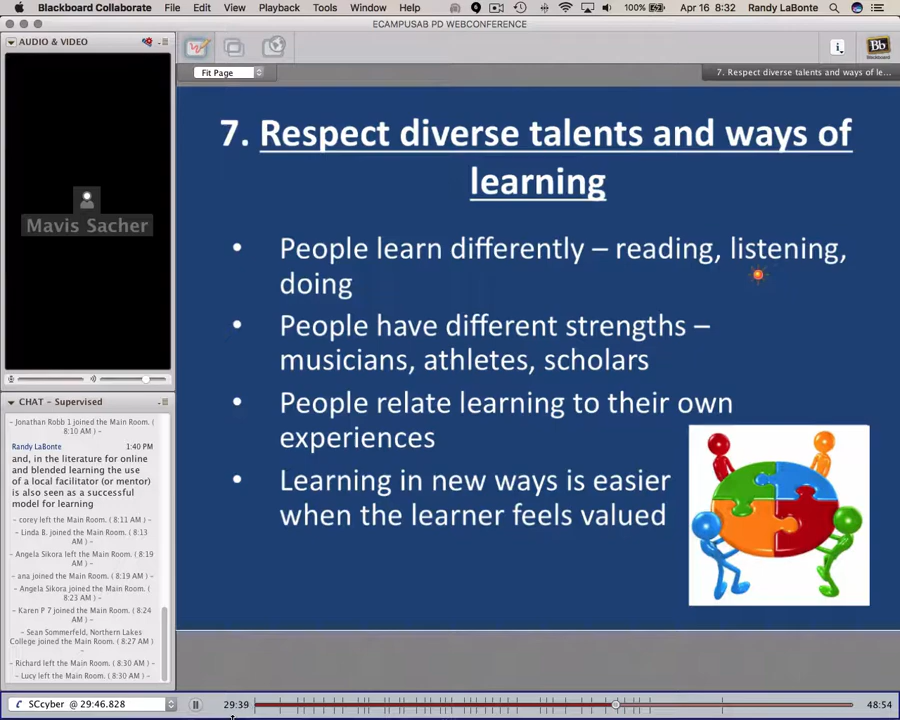 Blackboard Collaborate File Edit View Playback Tools Window Help 100% Apr 16 8:32 Randy LaBonte
ECAMPUSAB PD WEBCONFERENCE
AUDIO & VIDEO
i
Bb
Blackboard
Fit Page
7. Respect diverse talents and ways of le...
Mavis Sacher
7. Respect diverse talents and ways of
learning
• People learn differently – reading, listening,
doing
• People have different strengths –
musicians, athletes, scholars
• People relate learning to their own
experiences
• Learning in new ways is easier
when the learner feels valued
CHAT - Supervised
- Jonathan Robb 1 joined the Main Room. (
8:10 AM ) -
Randy LaBonte 1:40 PM
and, in the literature for online
and blended learning the use
of a local facilitator (or mentor)
is also seen as a successful
model for learning
- corey left the Main Room. ( 8:11 AM ) -
- Linda B. joined the Main Room. ( 8:13
AM ) -
- Angela Sikora left the Main Room. ( 8:19
AM ) -
- ana joined the Main Room. ( 8:19 AM ) -
- Angela Sikora joined the Main Room. (
8:23 AM ) -
- Karen P 7 joined the Main Room. ( 8:24
AM ) -
- Sean Sommerfeld, Northern Lakes
College joined the Main Room. ( 8:27 AM )
-
- Richard left the Main Room. ( 8:30 AM ) -
- Lucy left the Main Room. ( 8:30 AM ) -
SCcyber @ 29:46.828
29:39
48:54